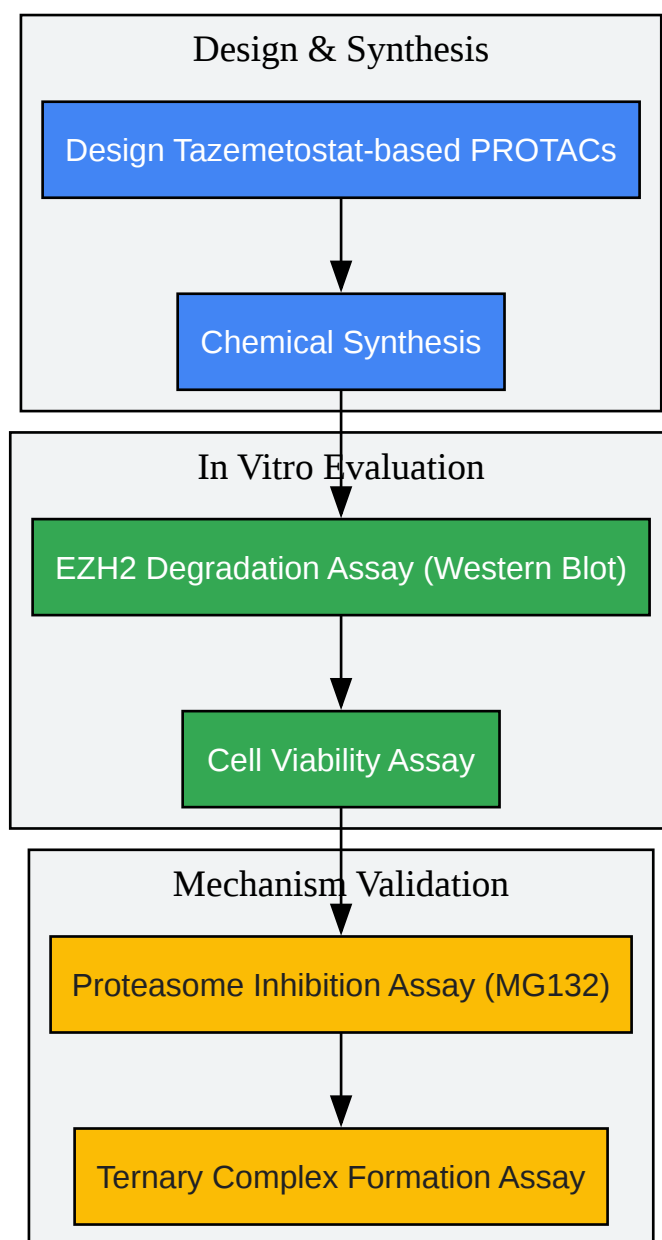 Design & Synthesis
Design Tazemetostat-based PROTACs
Chemical Synthesis
In Vitro Evaluation
EZH2 Degradation Assay (Western Blot)
Cell Viability Assay
Mechanism Validation
Proteasome Inhibition Assay (MG132)
Ternary Complex Formation Assay